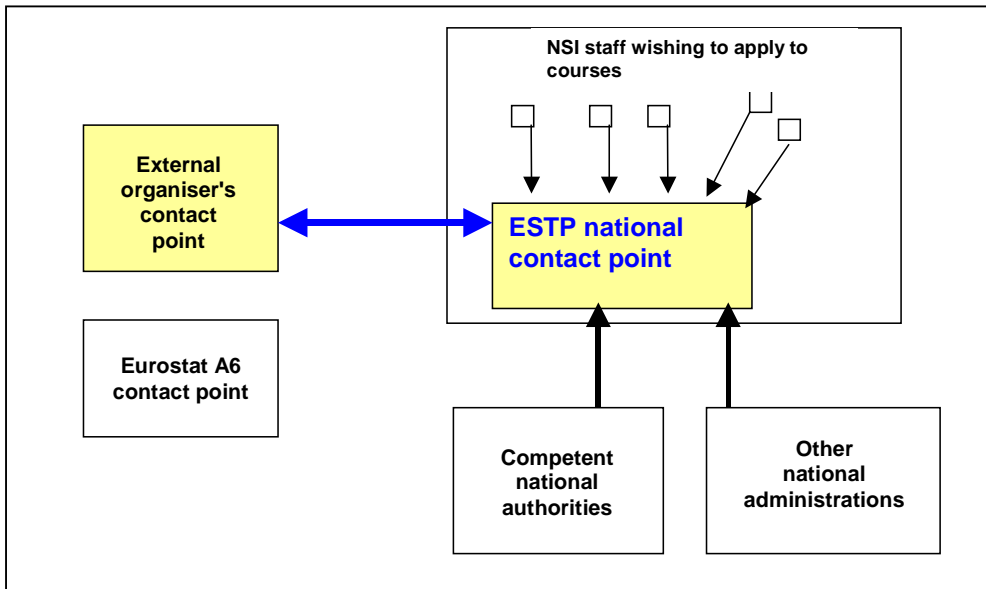 NSI staff wishing to apply to
courses
External
organiser's
contact
point
ESTP national
contact point
Eurostat A6
contact point
Competent
national
authorities
Other
national
administrations